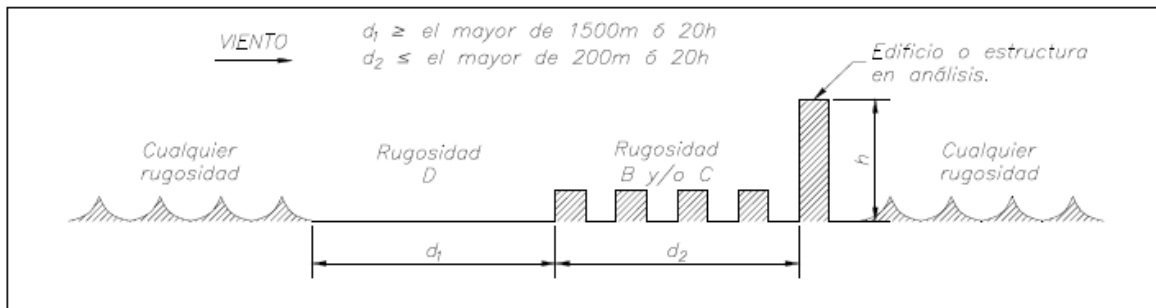 VIENTO
d₁ ≥ el mayor de 1500m ó 20h
d₂ ≤ el mayor de 200m ó 20h
Edificio o estructura
en análisis.
Cualquier
rugosidad
Rugosidad
D
Rugosidad
B y/o C
h
Cualquier
rugosidad
d₁
d₂